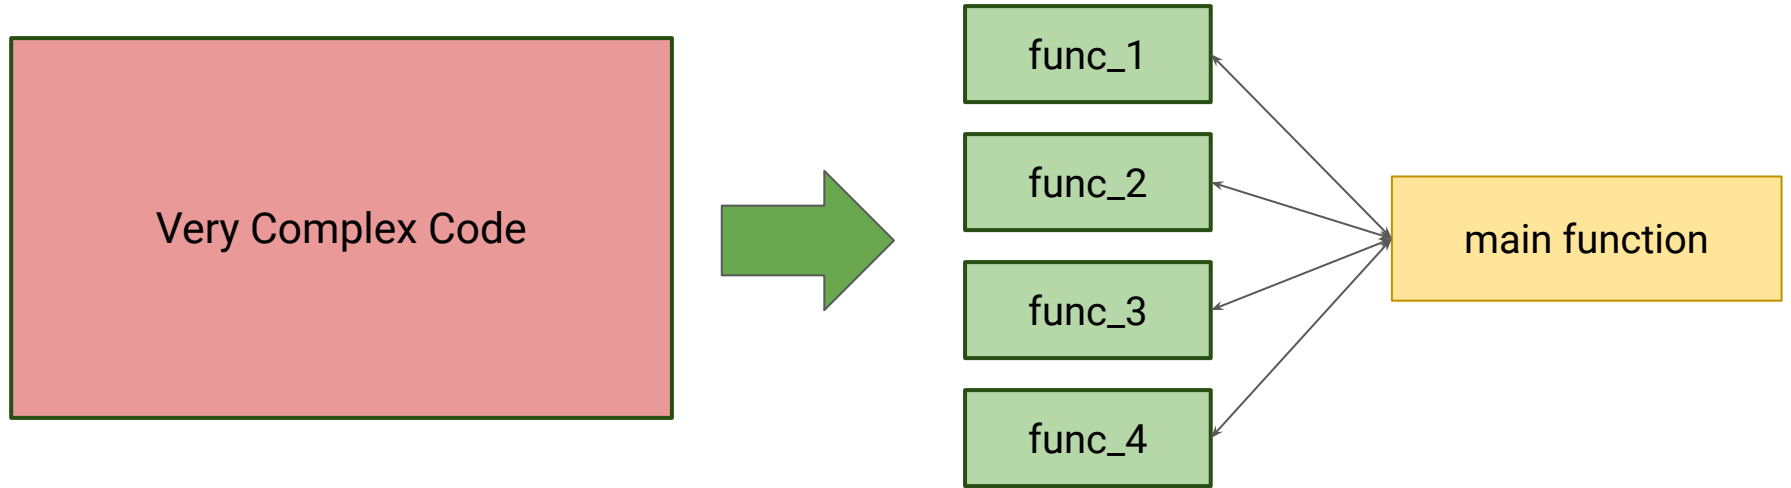 Very Complex Code
func_1
func_2
func_3
func_4
main function